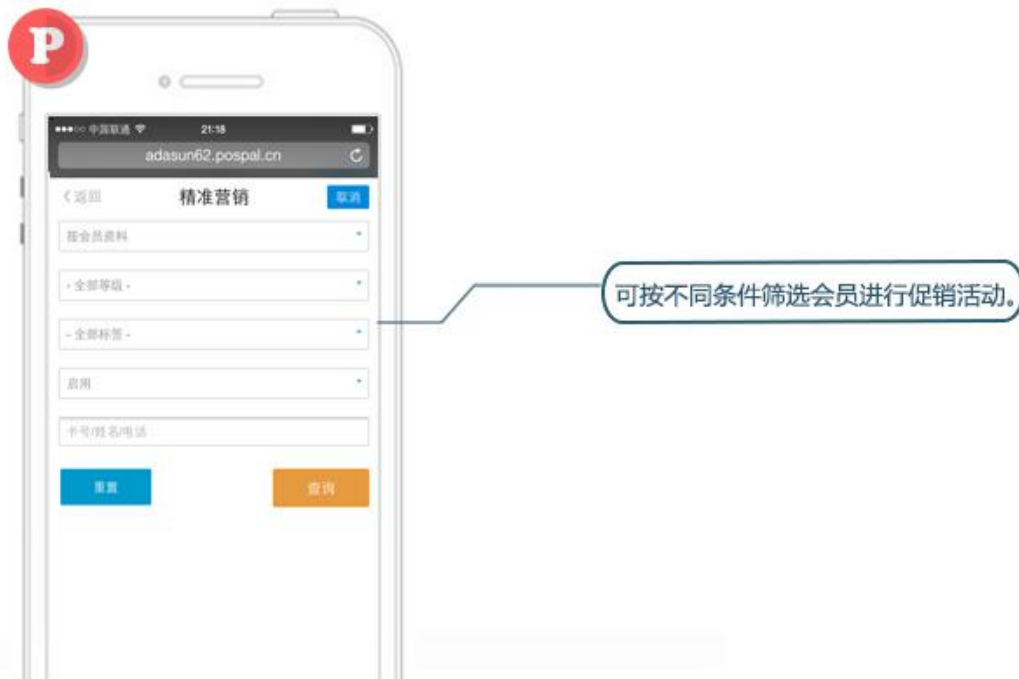 P
中国联通 21:18
adasun62.pospal.cn
返回 精准营销 取消
按会员资料
- 全部等级 -
- 全部标签 -
启用
卡号/姓名/电话
重置 查询
可按不同条件筛选会员进行促销活动。